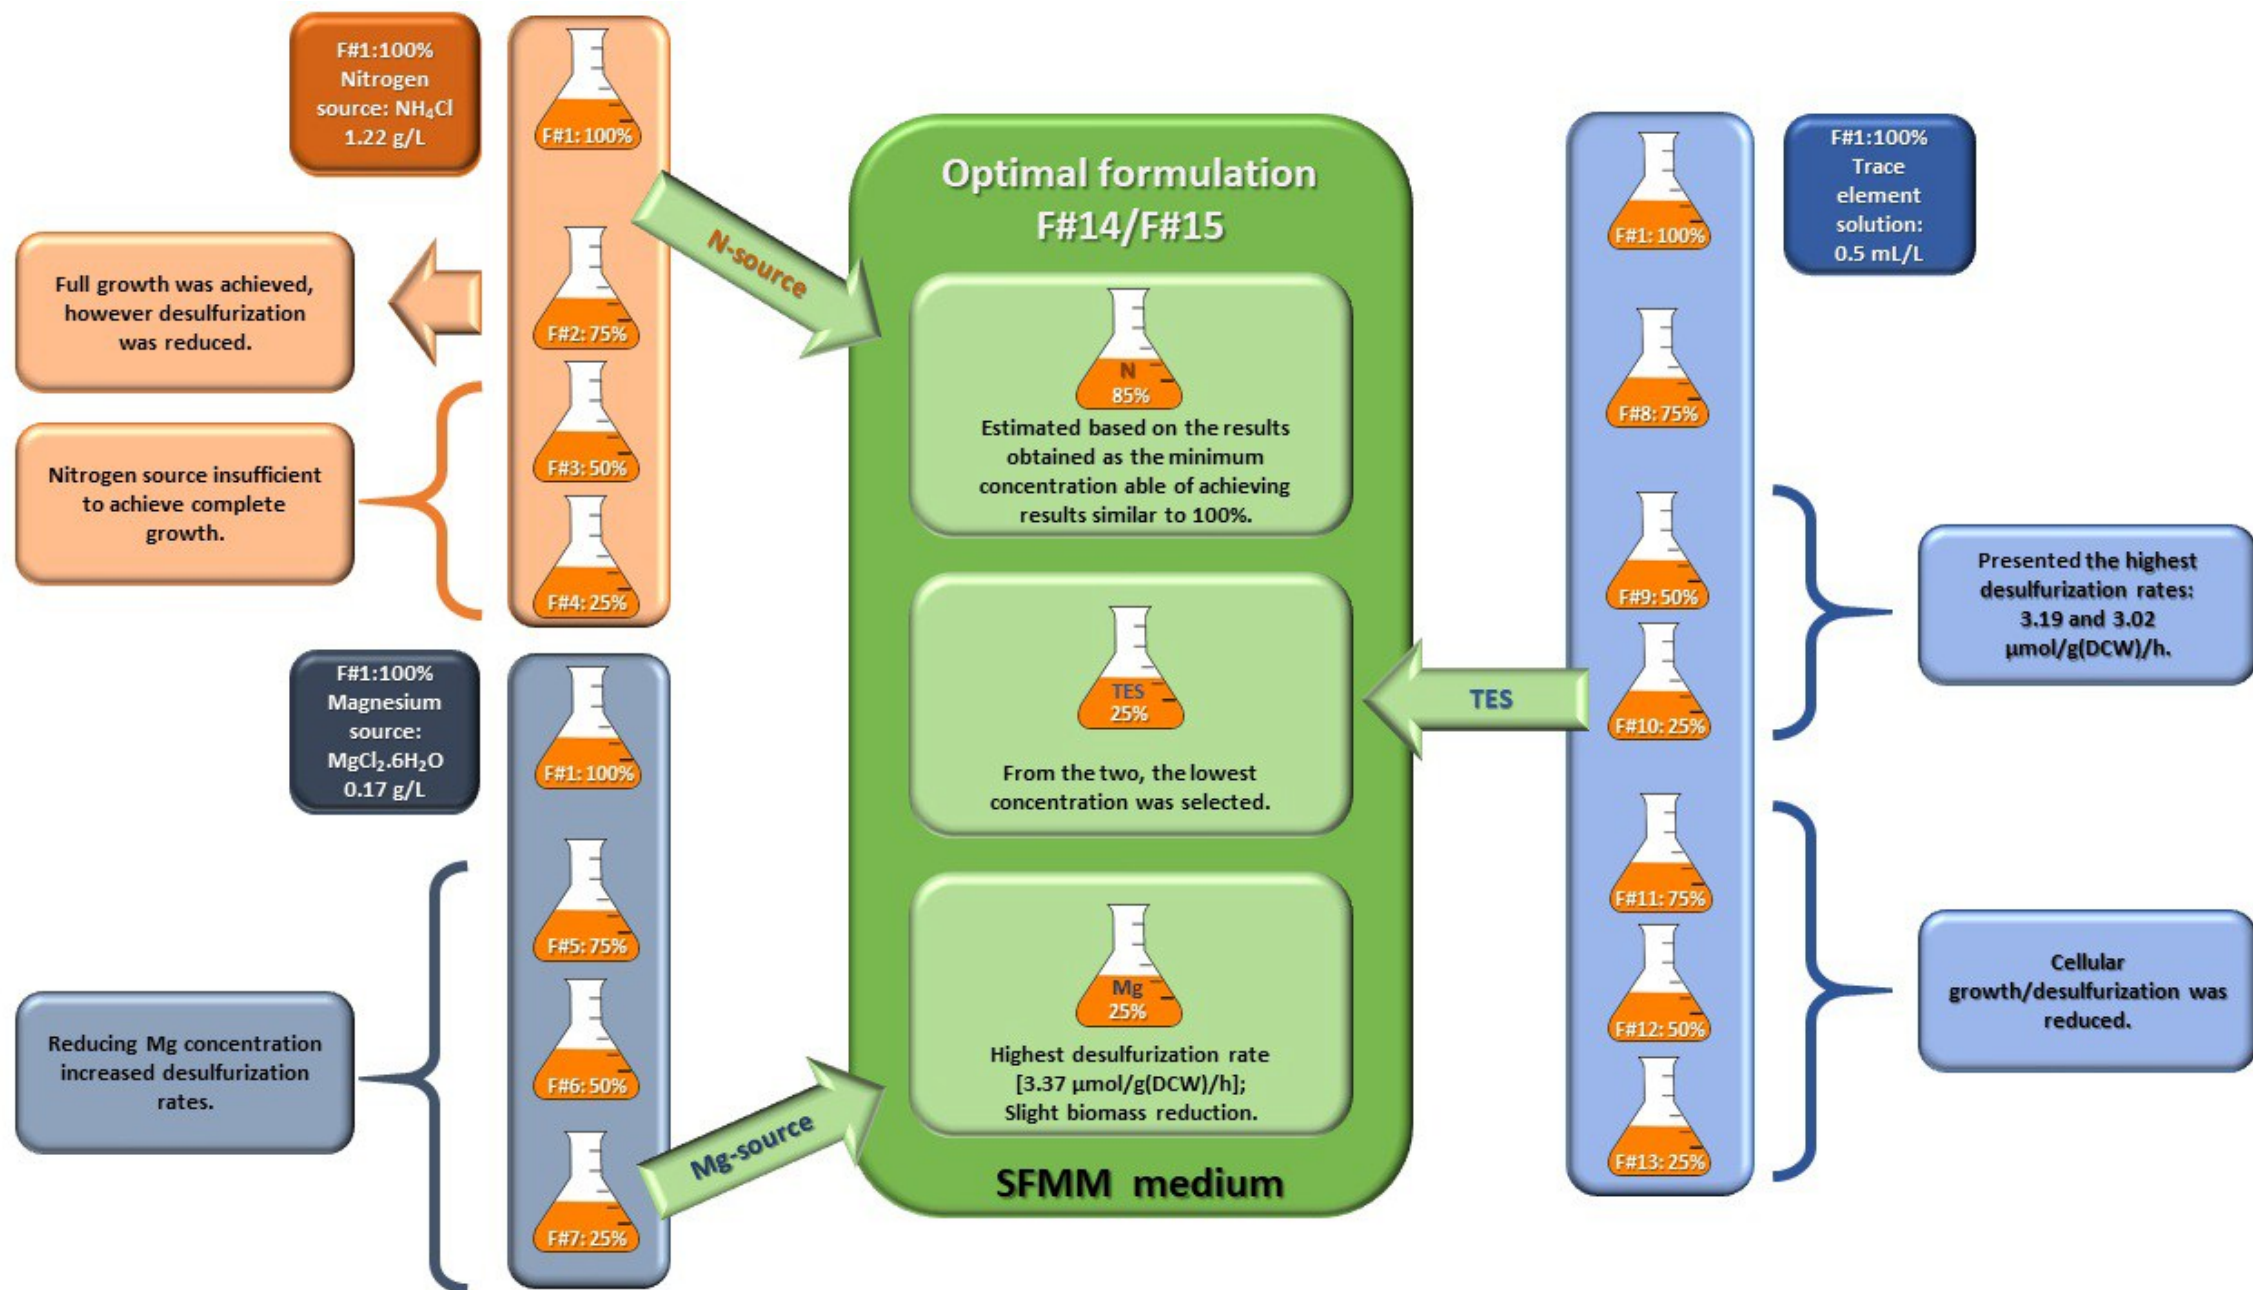 F#1:100%
Nitrogen
source: NH₄Cl
1.22 g/L
F#1: 100%
F#2: 75%
F#3: 50%
F#4: 25%
Full growth was achieved,
however desulfurization
was reduced.
Nitrogen source insufficient
to achieve complete
growth.
N-source
F#1:100%
Magnesium
source:
MgCl₂.6H₂O
0.17 g/L
F#1: 100%
F#5: 75%
F#6: 50%
F#7: 25%
Reducing Mg concentration
increased desulfurization
rates.
Mg-source
Optimal formulation
F#14/F#15
N
85%
Estimated based on the results
obtained as the minimum
concentration able of achieving
results similar to 100%.
TES
25%
From the two, the lowest
concentration was selected.
Mg
25%
Highest desulfurization rate
[3.37 µmol/g(DCW)/h];
Slight biomass reduction.
SFMM medium
TES
F#1: 100%
F#8: 75%
F#9: 50%
F#10: 25%
F#11: 75%
F#12: 50%
F#13: 25%
F#1:100%
Trace
element
solution:
0.5 mL/L
Presented the highest
desulfurization rates:
3.19 and 3.02
µmol/g(DCW)/h.
Cellular
growth/desulfurization was
reduced.